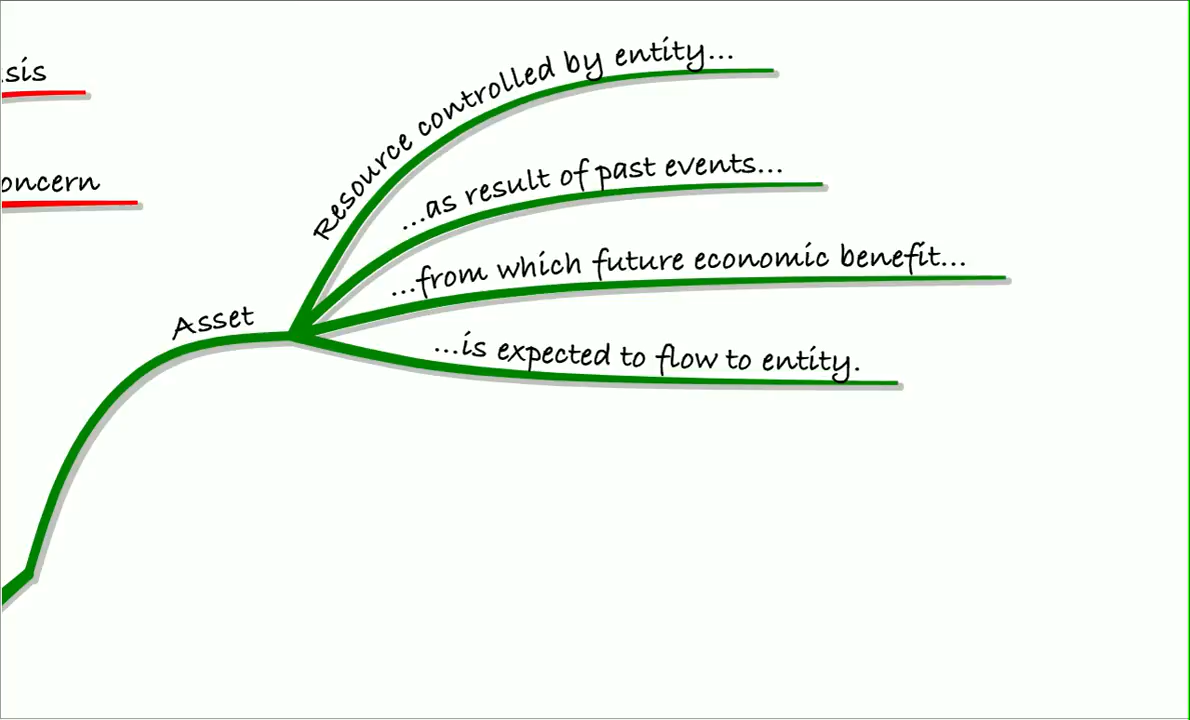 sis
oncern
Asset
Resource controlled by entity...
...as result of past events...
...from which future economic benefit...
...is expected to flow to entity.